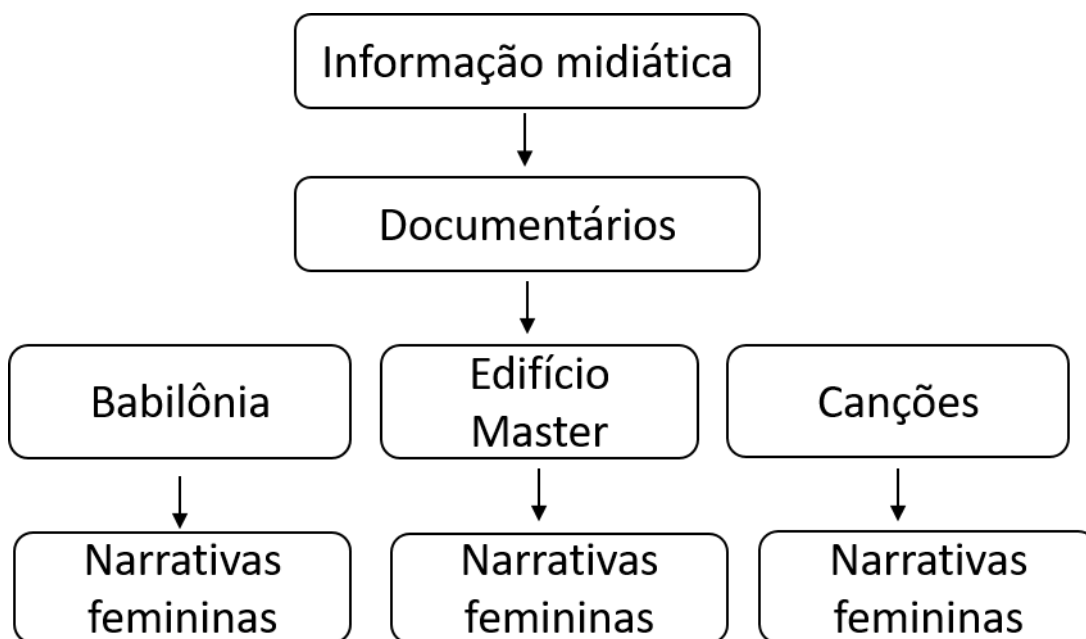 Informação midiática
Documentários
Babilônia
Edifício
Master
Canções
Narrativas
femininas
Narrativas
femininas
Narrativas
femininas